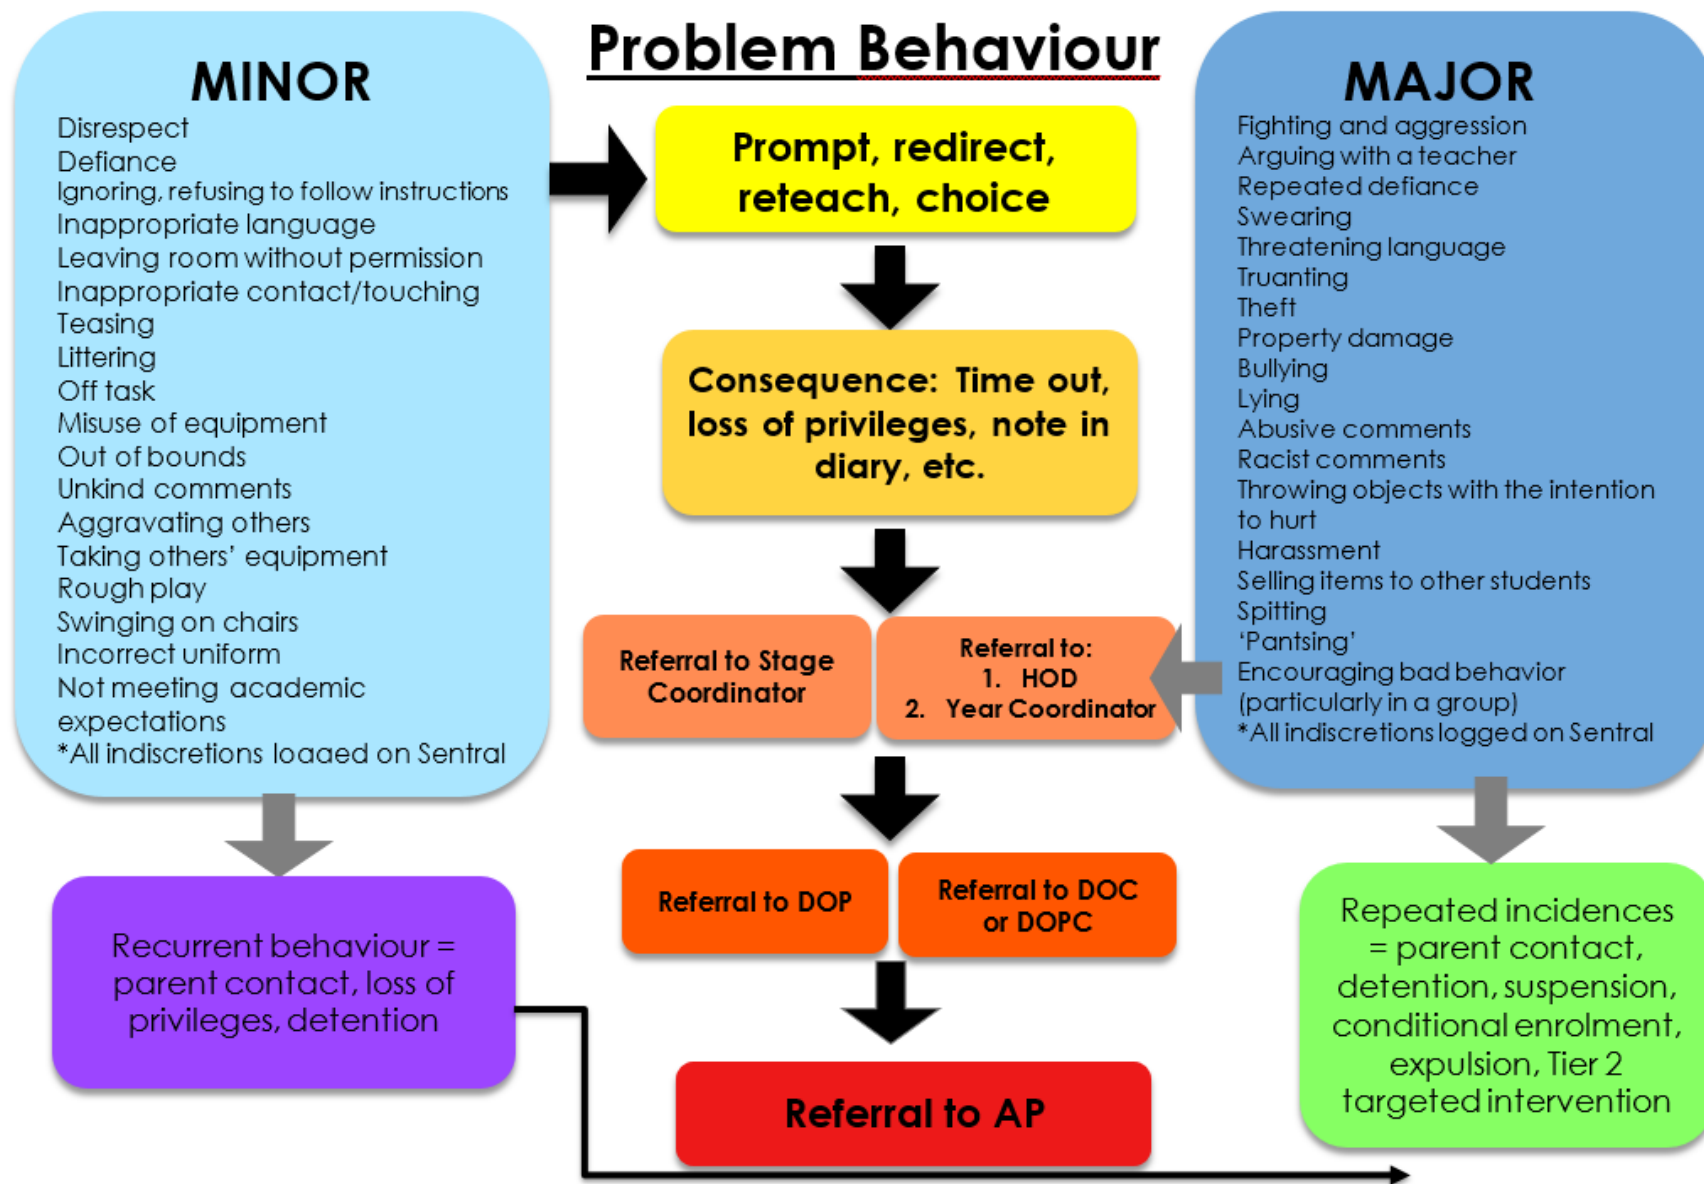 Problem Behaviour
MINOR
Disrespect
Defiance
Ignoring, refusing to follow instructions
Inappropriate language
Leaving room without permission
Inappropriate contact/touching
Teasing
Littering
Off task
Misuse of equipment
Out of bounds
Unkind comments
Aggravating others
Taking others' equipment
Rough play
Swinging on chairs
Incorrect uniform
Not meeting academic
expectations
*All indiscretions logged on Sentral
Recurrent behaviour =
parent contact, loss of
privileges, detention
Prompt, redirect,
reteach, choice
Consequence: Time out,
loss of privileges, note in
diary, etc.
Referral to Stage
Coordinator
Referral to:
1. HOD
2. Year Coordinator
Referral to DOP
Referral to DOC
or DOPC
Referral to AP
MAJOR
Fighting and aggression
Arguing with a teacher
Repeated defiance
Swearing
Threatening language
Truanting
Theft
Property damage
Bullying
Lying
Abusive comments
Racist comments
Throwing objects with the intention
to hurt
Harassment
Selling items to other students
Spitting
'Pantsing'
Encouraging bad behavior
(particularly in a group)
*All indiscretions logged on Sentral
Repeated incidences
= parent contact,
detention, suspension,
conditional enrolment,
expulsion, Tier 2
targeted intervention